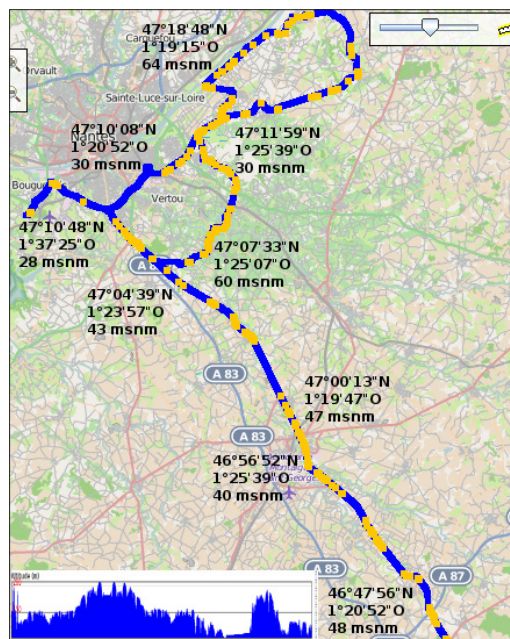 47°18'48"N
1°19'15"O
64 msnm
Carquefou
Orvault
Sainte-Luce-sur-Loire
47°10'08"N
1°20'52"O
30 msnm
Nantes
47°11'59"N
1°25'39"O
30 msnm
Vertou
47°10'48"N
1°37'25"O
28 msnm
47°07'33"N
1°25'07"O
60 msnm
A 83
47°04'39"N
1°23'57"O
43 msnm
A 83
47°00'13"N
1°19'47"O
47 msnm
A 83
46°56'52"N
1°25'39"O
40 msnm
A 83
A 87
46°47'56"N
1°20'52"O
48 msnm
Altitude (m)